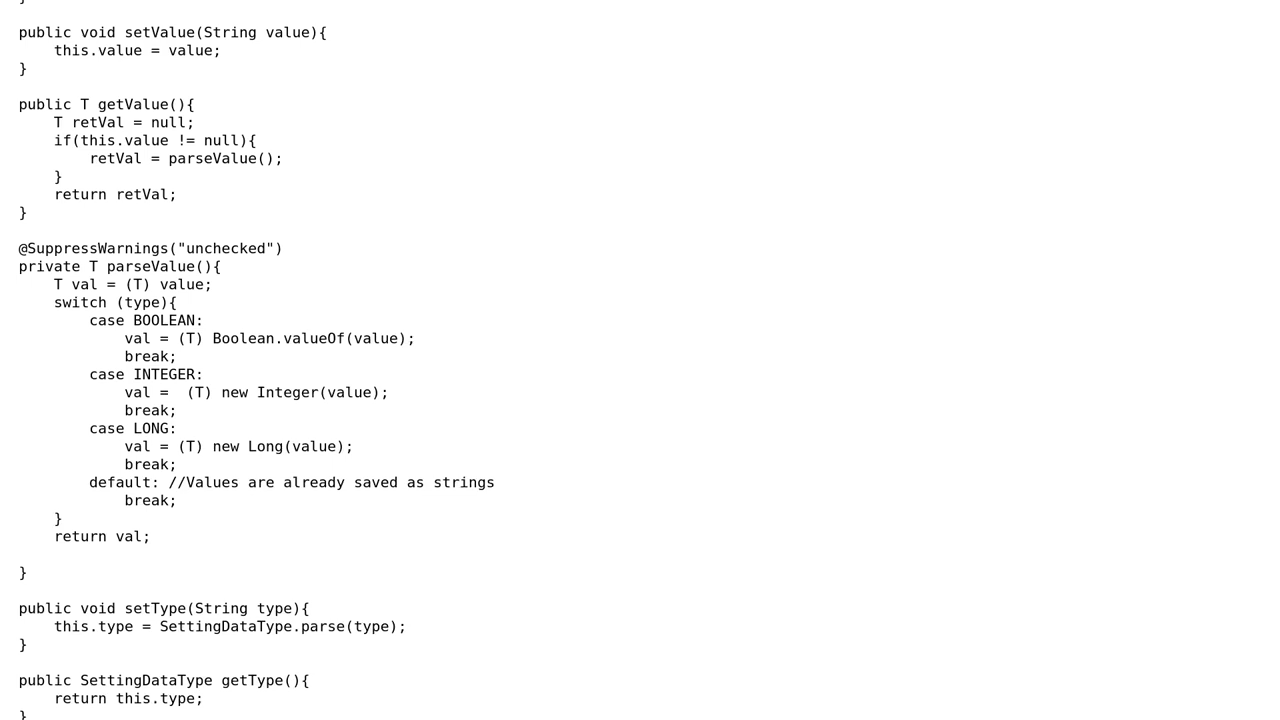 }
public void setValue(String value){
    this.value = value;
}
public T getValue(){
    T retVal = null;
    if(this.value != null){
        retVal = parseValue();
    }
    return retVal;
}
@SuppressWarnings("unchecked")
private T parseValue(){
    T val = (T) value;
    switch (type){
        case BOOLEAN:
            val = (T) Boolean.valueOf(value);
            break;
        case INTEGER:
            val =  (T) new Integer(value);
            break;
        case LONG:
            val = (T) new Long(value);
            break;
        default: //Values are already saved as strings
            break;
    }
    return val;
}
public void setType(String type){
    this.type = SettingDataType.parse(type);
}
public SettingDataType getType(){
    return this.type;
}